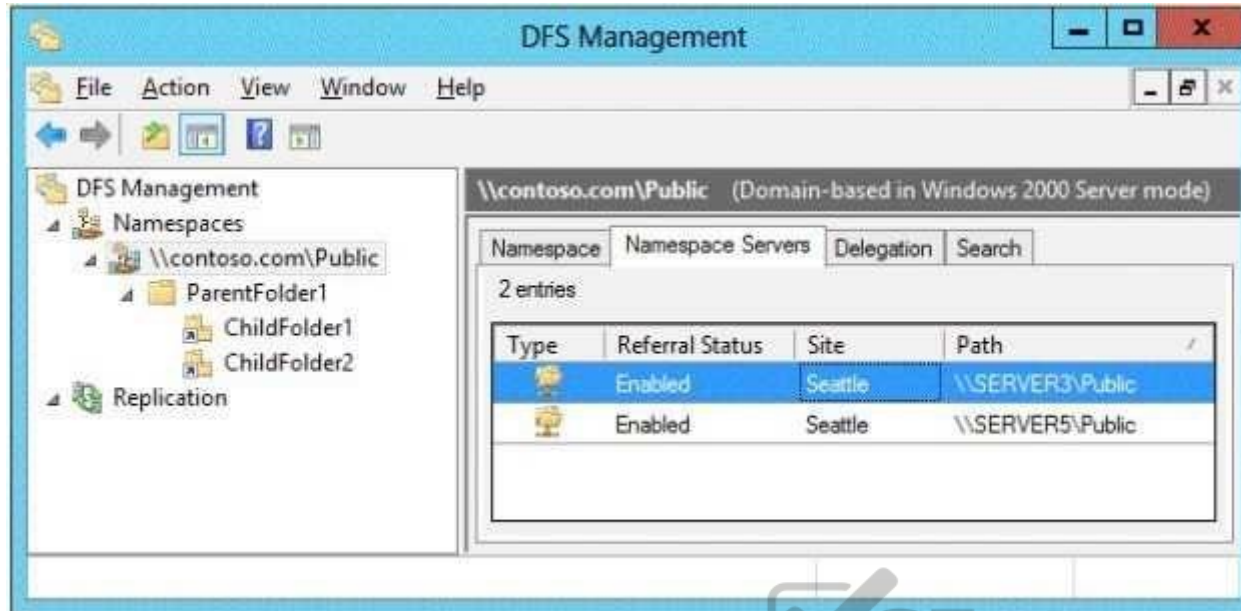 DFS Management
File Action View Window Help
DFS Management
Namespaces
\\contoso.com\Public
ParentFolder1
ChildFolder1
ChildFolder2
Replication
\\contoso.com\Public (Domain-based in Windows 2000 Server mode)
Namespace Namespace Servers Delegation Search
2 entries
Type Referral Status Site Path
Enabled Seattle \\SERVER3\Public
Enabled Seattle \\SERVER5\Public